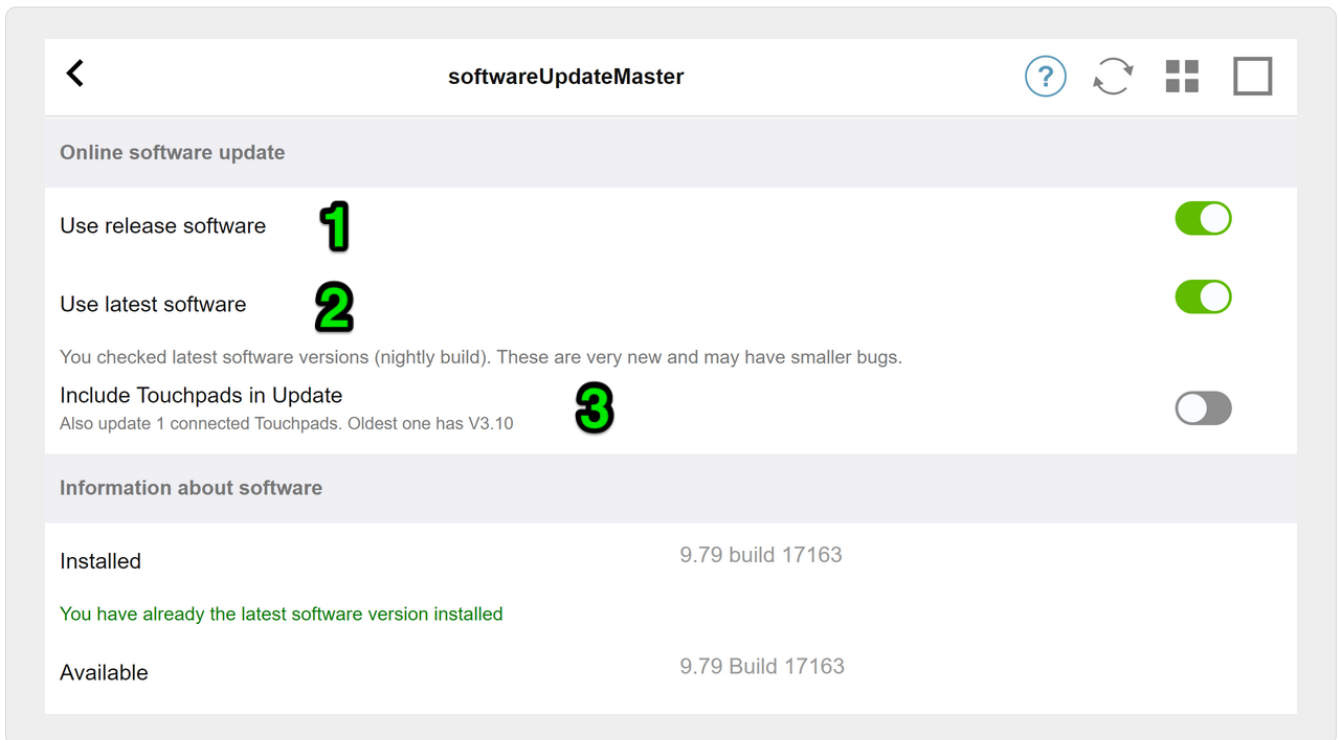 softwareUpdateMaster
?
Online software update
Use release software 1
Use latest software 2
You checked latest software versions (nightly build). These are very new and may have smaller bugs.
Include Touchpads in Update 3
Also update 1 connected Touchpads. Oldest one has V3.10
Information about software
Installed 9.79 build 17163
You have already the latest software version installed
Available 9.79 Build 17163